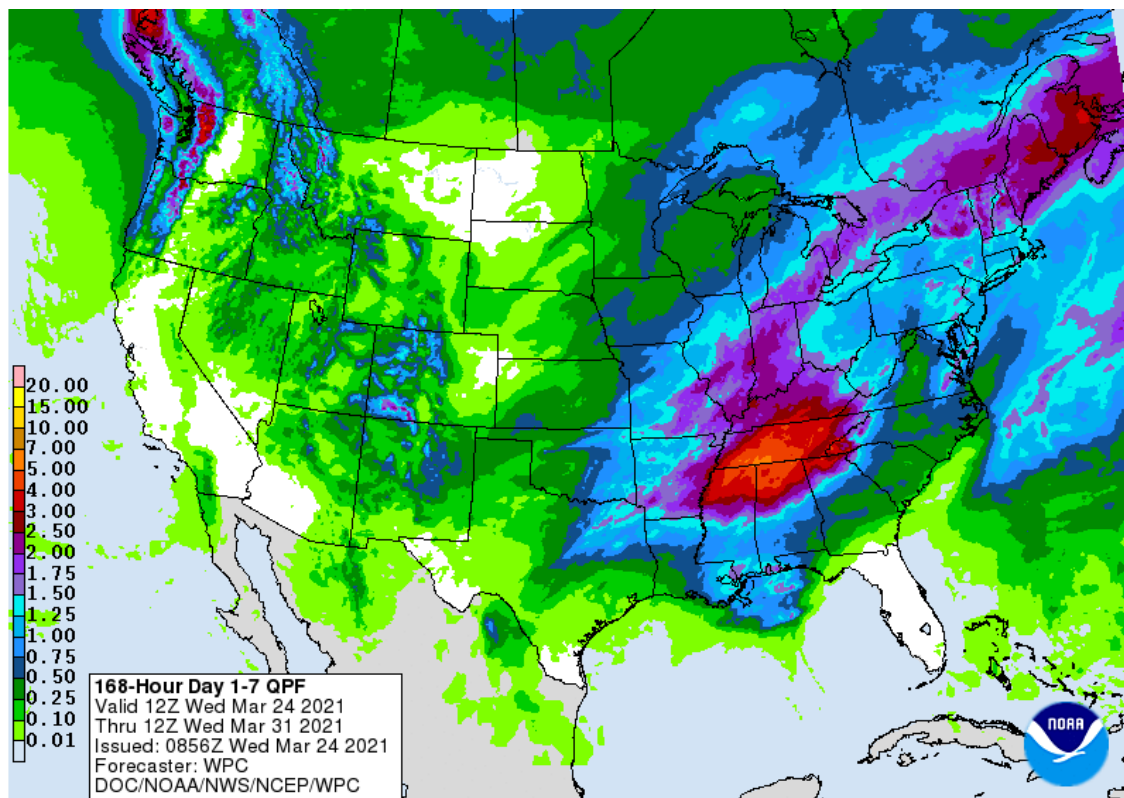 20.00
15.00
10.00
7.00
5.00
4.00
3.00
2.50
2.00
1.75
1.50
1.25
1.00
0.75
0.50
0.25
0.10
0.01
168-Hour Day 1-7 QPF
Valid 12Z Wed Mar 24 2021
Thru 12Z Wed Mar 31 2021
Issued: 0856Z Wed Mar 24 2021
Forecaster: WPC
DOC/NOAA/NWS/NCEP/WPC
NOAA